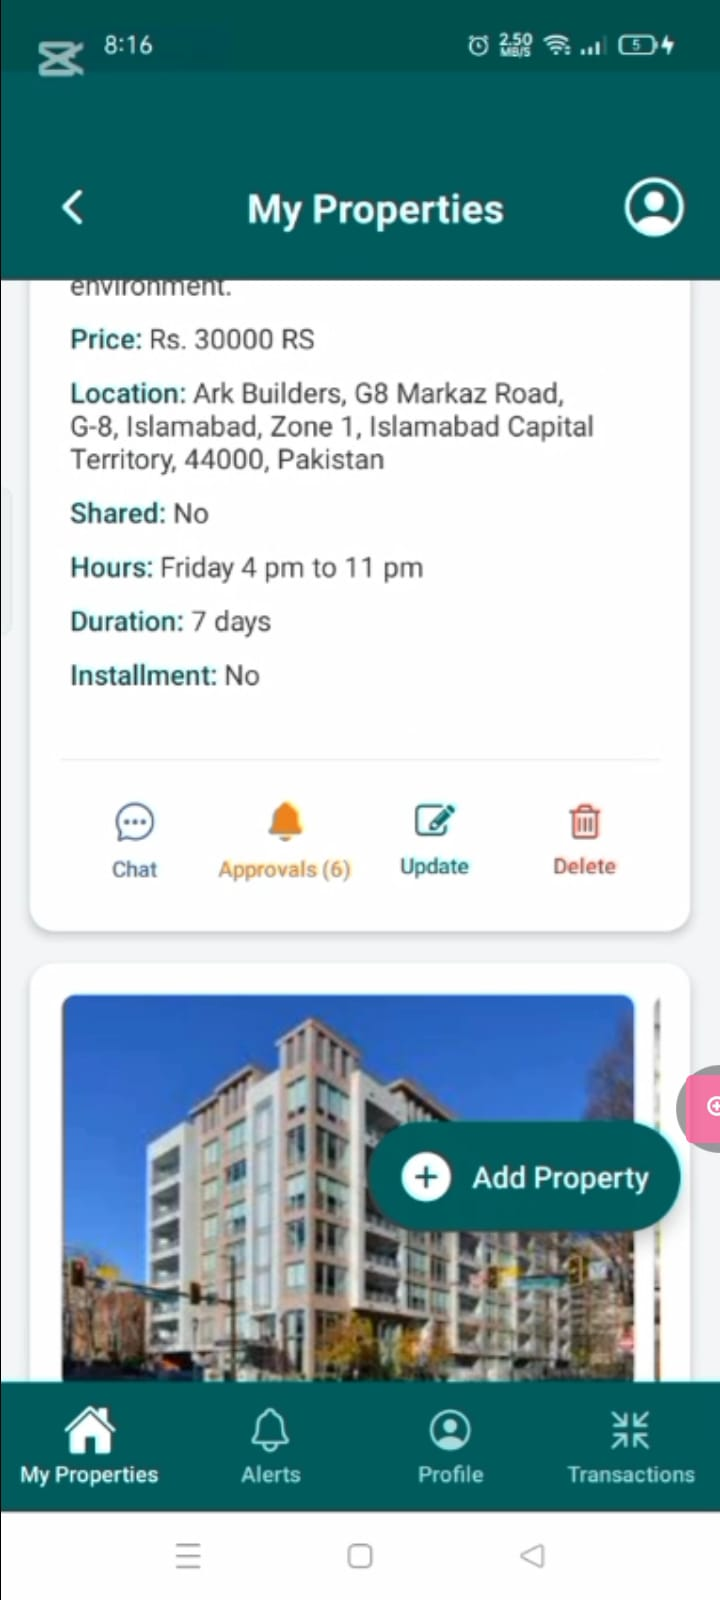 8:16
2.50
MB/S
5
My Properties
environment.
Price: Rs. 30000 RS
Location: Ark Builders, G8 Markaz Road,
G-8, Islamabad, Zone 1, Islamabad Capital
Territory, 44000, Pakistan
Shared: No
Hours: Friday 4 pm to 11 pm
Duration: 7 days
Installment: No
Chat
Approvals (6)
Update
Delete
Add Property
My Properties
Alerts
Profile
Transactions